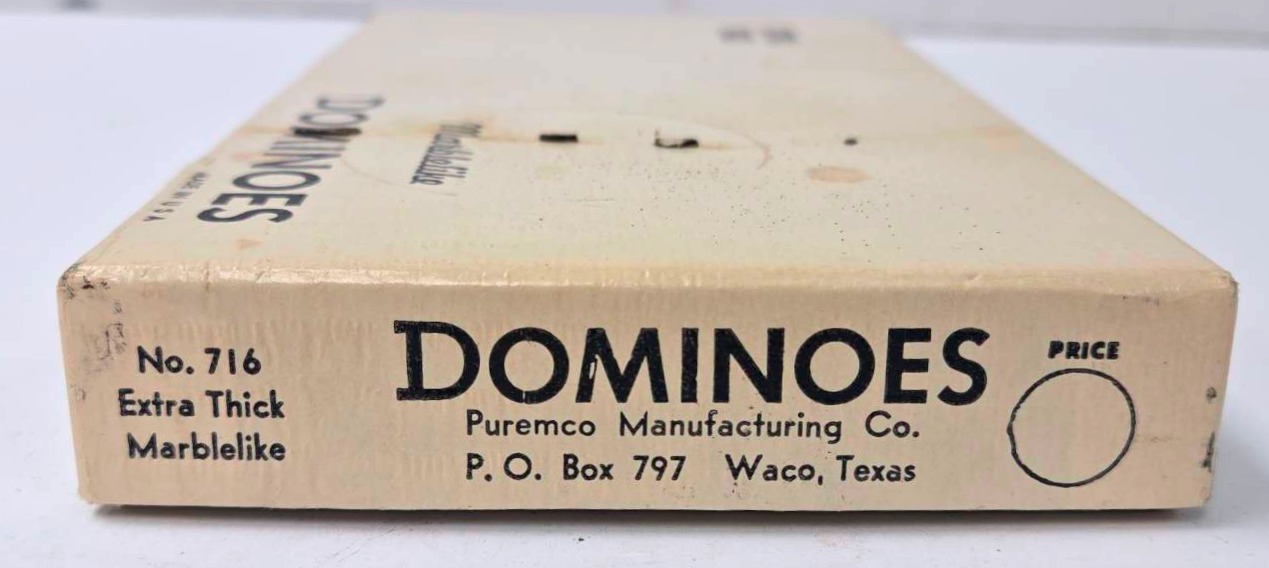 DOMINOES
Marblelike
MADE IN U S A
No. 716
Extra Thick
Marblelike
DOMINOES
Puremco Manufacturing Co.
P. O. Box 797 Waco, Texas
PRICE